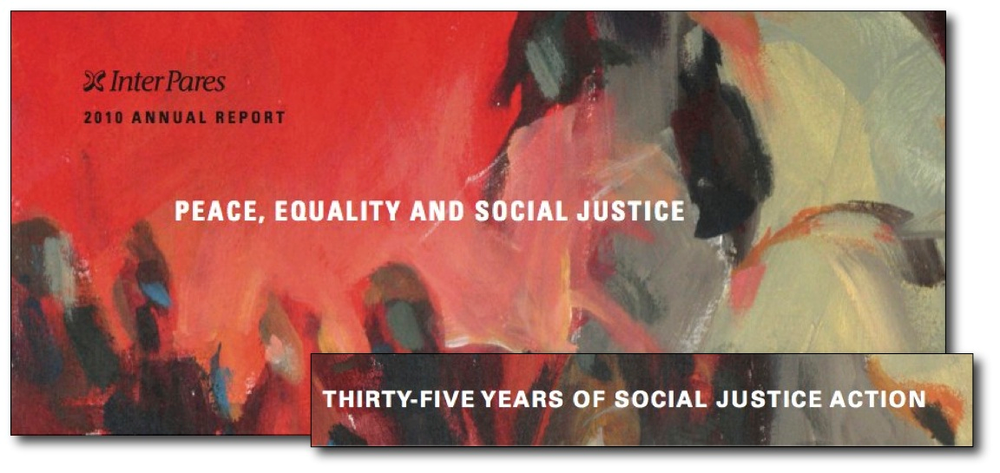 Inter Pares
2010 ANNUAL REPORT
PEACE, EQUALITY AND SOCIAL JUSTICE
THIRTY-FIVE YEARS OF SOCIAL JUSTICE ACTION